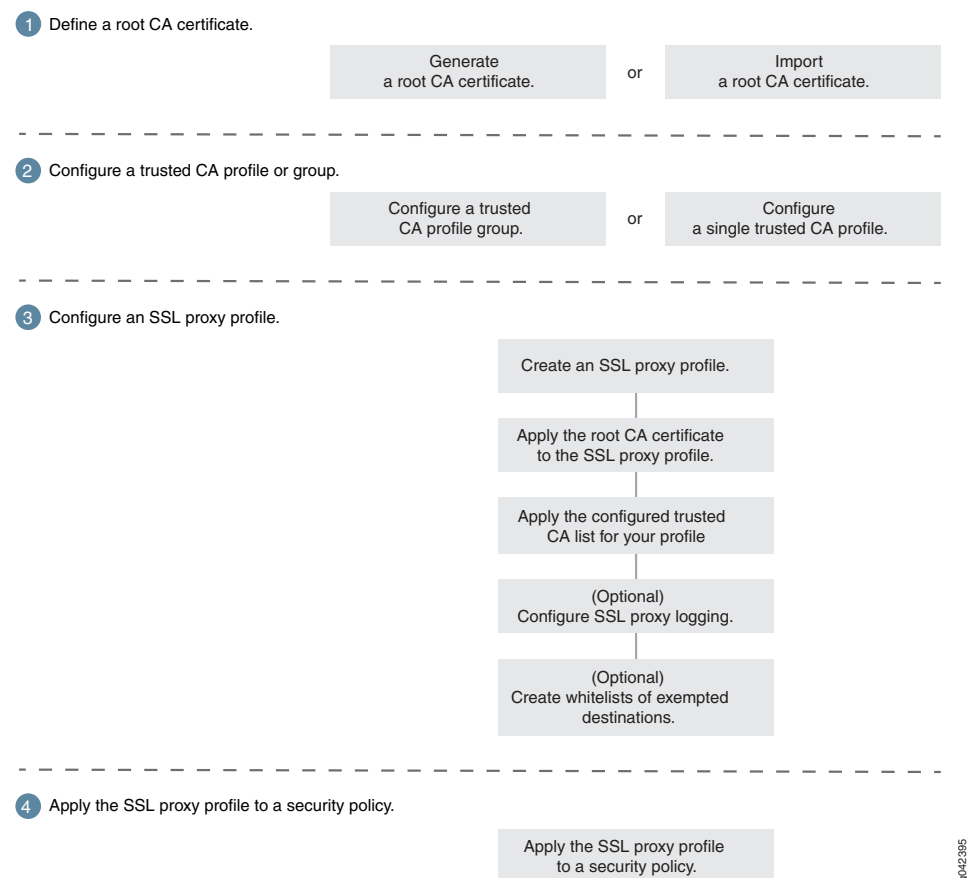 1 Define a root CA certificate.
Generate
a root CA certificate.
or
Import
a root CA certificate.
2 Configure a trusted CA profile or group.
Configure a trusted
CA profile group.
or
Configure
a single trusted CA profile.
3 Configure an SSL proxy profile.
Create an SSL proxy profile.
Apply the root CA certificate
to the SSL proxy profile.
Apply the configured trusted
CA list for your profile
(Optional)
Configure SSL proxy logging.
(Optional)
Create whitelists of exempted
destinations.
4 Apply the SSL proxy profile to a security policy.
Apply the SSL proxy profile
to a security policy.
g042395